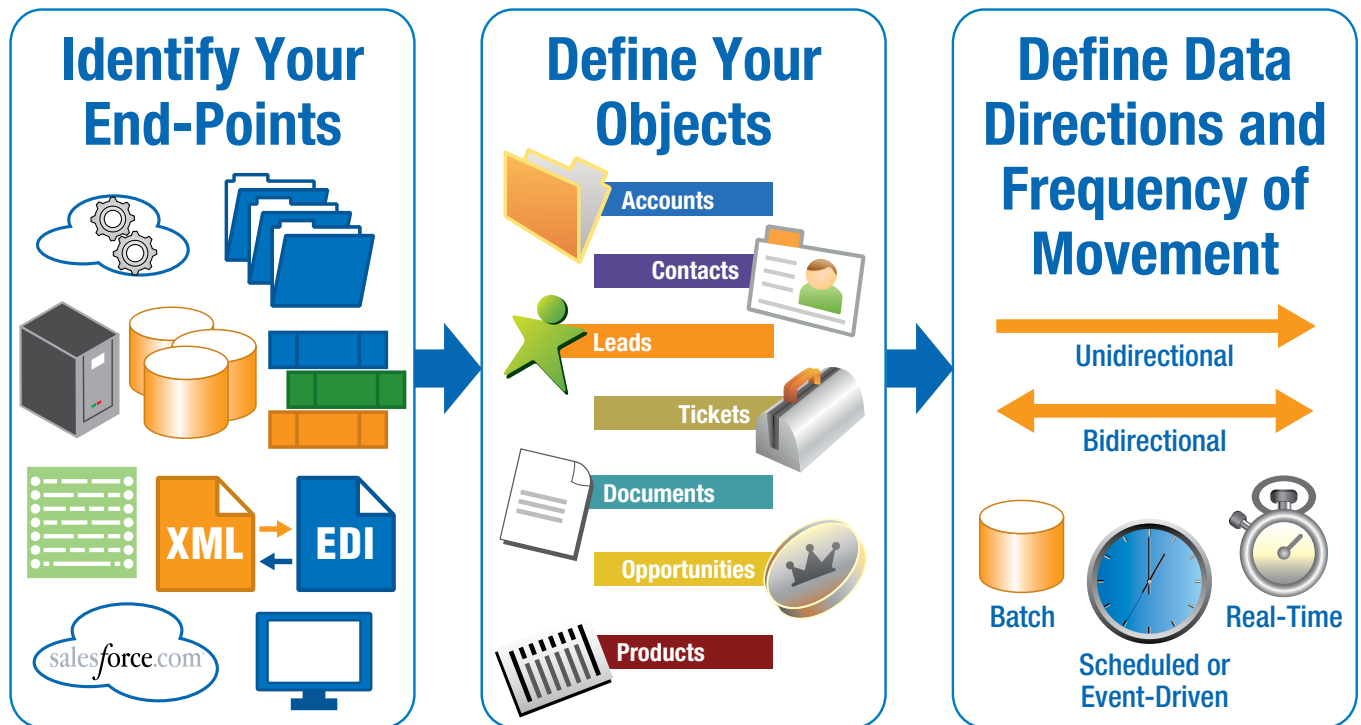 Identify Your
End-Points
XML
EDI
salesforce.com
Define Your
Objects
Accounts
Contacts
Leads
Tickets
Documents
Opportunities
Products
Define Data
Directions and
Frequency of
Movement
Unidirectional
Bidirectional
Batch
Scheduled or
Event-Driven
Real-Time